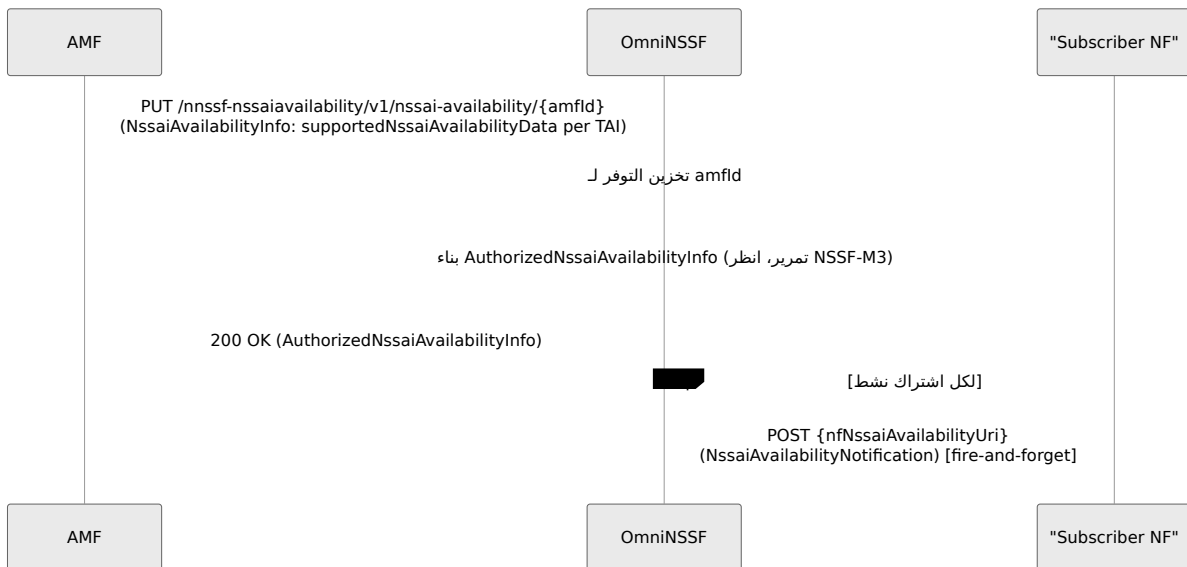 AMF
OmniNSSF
"Subscriber NF"
PUT /nnssf-nssaiavailability/v1/nssai-availability/{amfId}
(NssaiAvailabilityInfo: supportedNssaiAvailabilityData per TAI)
تخزين التوفر لـ amfId
بناء AuthorizedNssaiAvailabilityInfo (تمرير، انظر NSSF-M3)
200 OK (AuthorizedNssaiAvailabilityInfo)
[لكل اشتراك نشط]
POST {nfNssaiAvailabilityUri}
(NssaiAvailabilityNotification) [fire-and-forget]
AMF
OmniNSSF
"Subscriber NF"